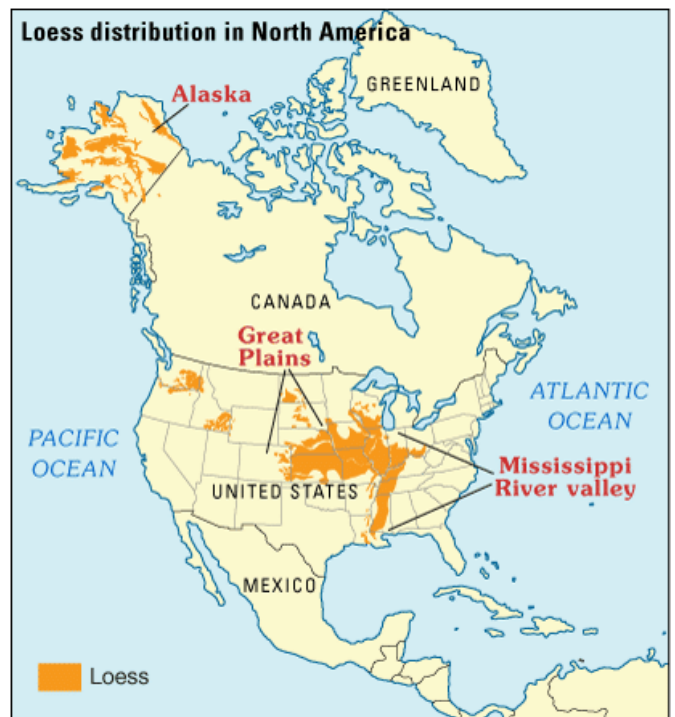 Loess distribution in North America
GREENLAND
Alaska
CANADA
Great
Plains
ATLANTIC
OCEAN
PACIFIC
OCEAN
Mississippi
River valley
UNITED STATES
MEXICO
Loess